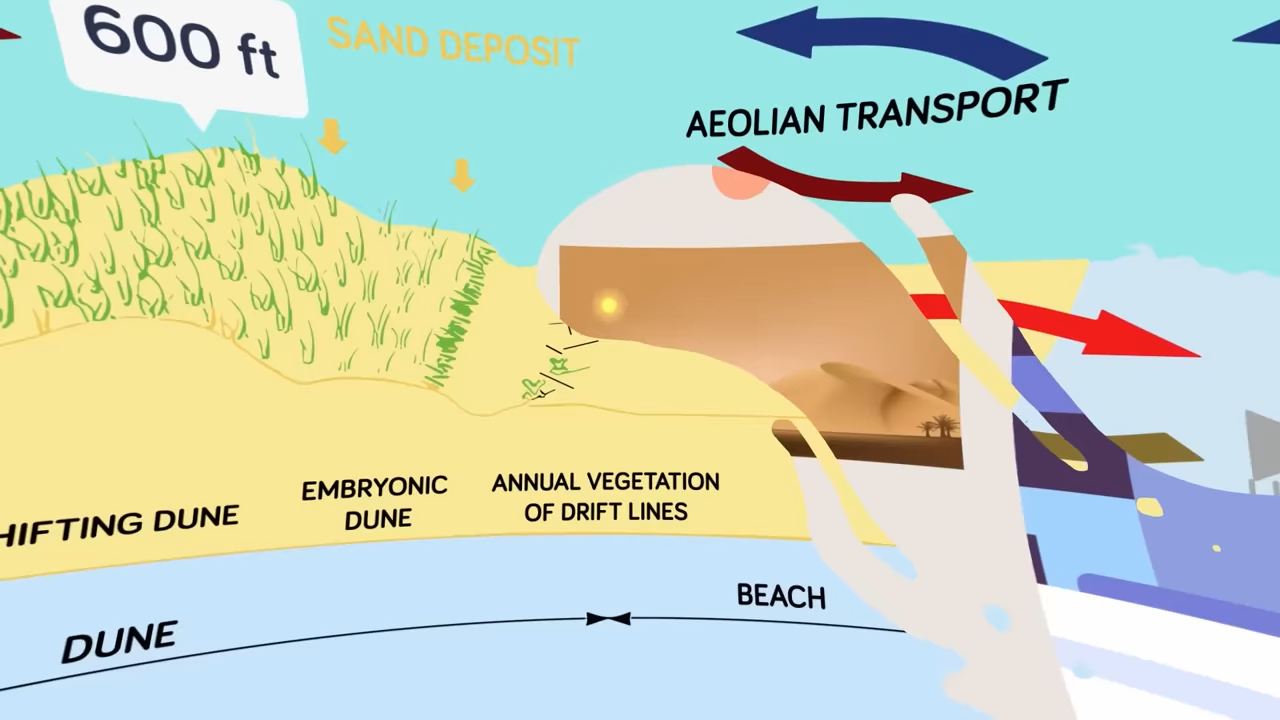 600 ft
SAND DEPOSIT
AEOLIAN TRANSPORT
HIFTING DUNE
EMBRYONIC
DUNE
ANNUAL VEGETATION
OF DRIFT LINES
BEACH
DUNE